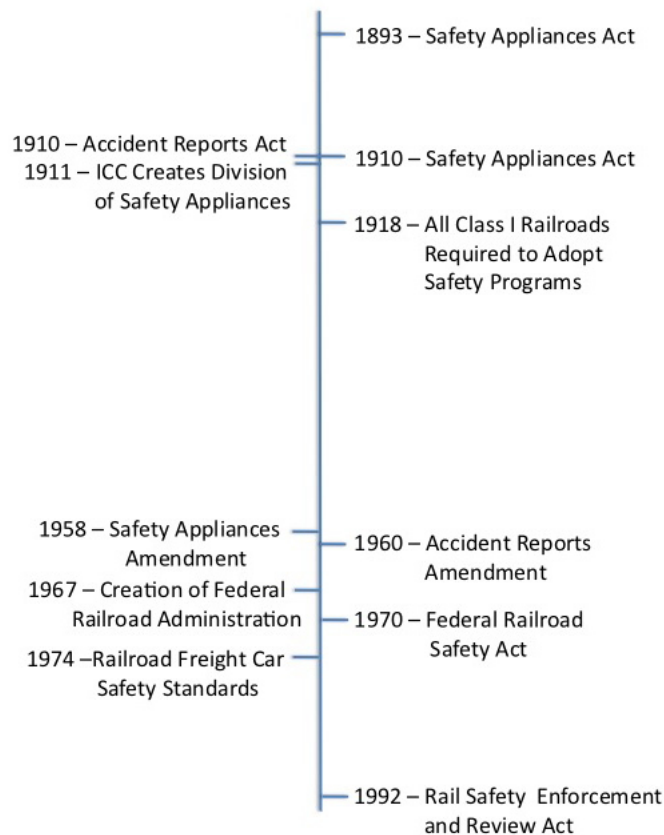 1893 – Safety Appliances Act
1910 – Accident Reports Act
1910 – Safety Appliances Act
1911 – ICC Creates Division
of Safety Appliances
1918 – All Class I Railroads
Required to Adopt
Safety Programs
1958 – Safety Appliances
Amendment
1960 – Accident Reports
Amendment
1967 – Creation of Federal
Railroad Administration
1970 – Federal Railroad
Safety Act
1974 –Railroad Freight Car
Safety Standards
1992 – Rail Safety  Enforcement
and Review Act